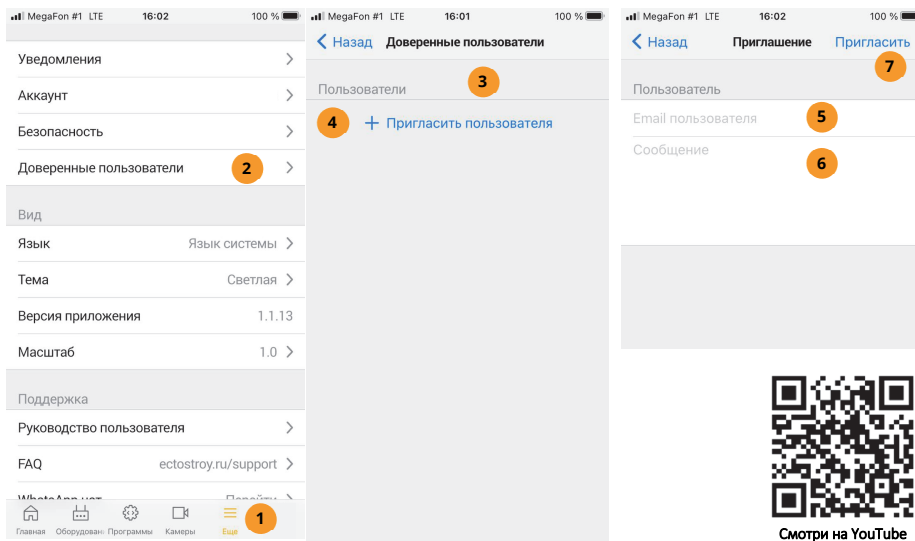 MegaFon #1 LTE 16:02 100 %
Уведомления
Аккаунт
Безопасность
Доверенные пользователи 2
Вид
Язык Язык системы
Тема Светлая
Версия приложения 1.1.13
Масштаб 1.0
Поддержка
Руководство пользователя
FAQ ectostroy.ru/support
Главная Оборудован Программы Камеры Еще 1
MegaFon #1 LTE 16:01 100 %
Назад Доверенные пользователи
Пользователи 3
4 + Пригласить пользователя
MegaFon #1 LTE 16:02 100 %
Назад Приглашение Пригласить
7
Пользователь
Email пользователя 5
Сообщение
6
Смотри на YouTube